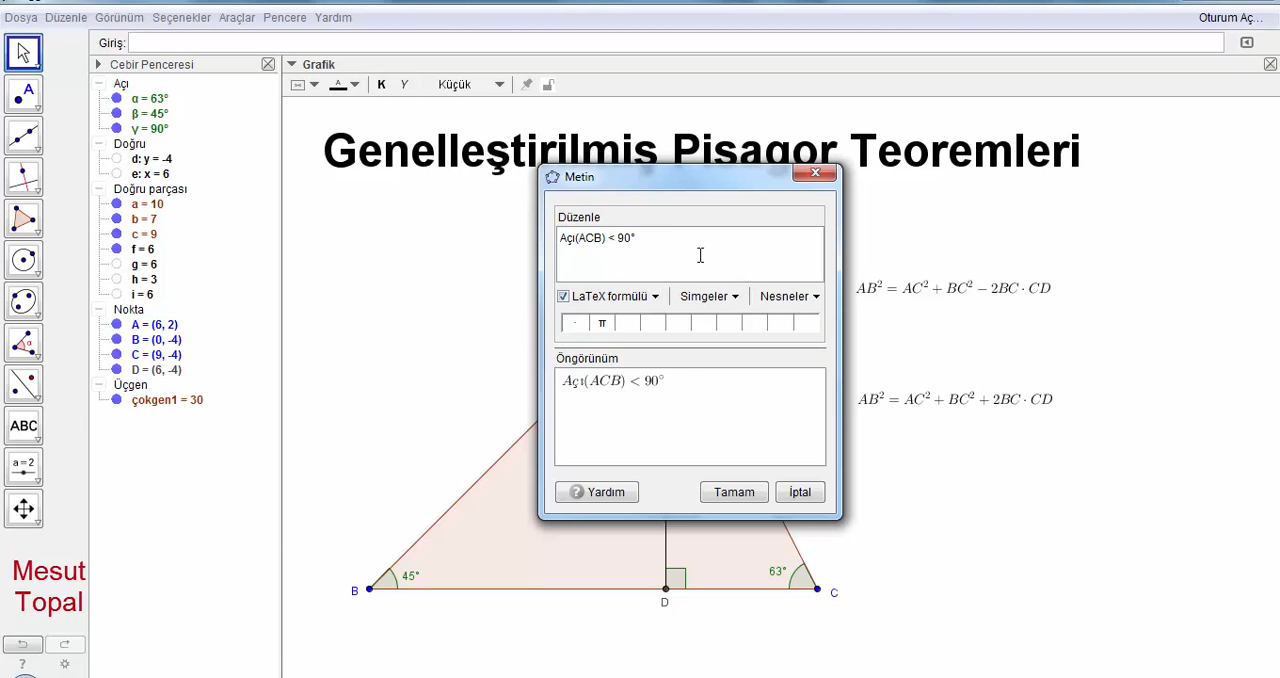 Dosya Düzenle Görünüm Seçenekler Araçlar Pencere Yardım
Oturum Aç...
Giriş:
Cebir Penceresi
Grafik
K Y Küçük
Açı
α = 63°
β = 45°
γ = 90°
Doğru
d: y = -4
e: x = 6
Doğru parçası
a = 10
b = 7
c = 9
f = 6
g = 6
h = 3
i = 6
Nokta
A = (6, 2)
B = (0, -4)
C = (9, -4)
D = (6, -4)
Üçgen
çokgen1 = 30
ABC
a = 2
Mesut
Topal
Genelleştirilmiş Pisagor Teoremleri
Metin
Düzenle
Açı(ACB) < 90°
LaTeX formülü Simgeler Nesneler
π
Öngörünüm
Açı(ACB) < 90°
Yardım Tamam İptal
AB² = AC² + BC² − 2BC · CD
AB² = AC² + BC² + 2BC · CD
45°
63°
B
D
C